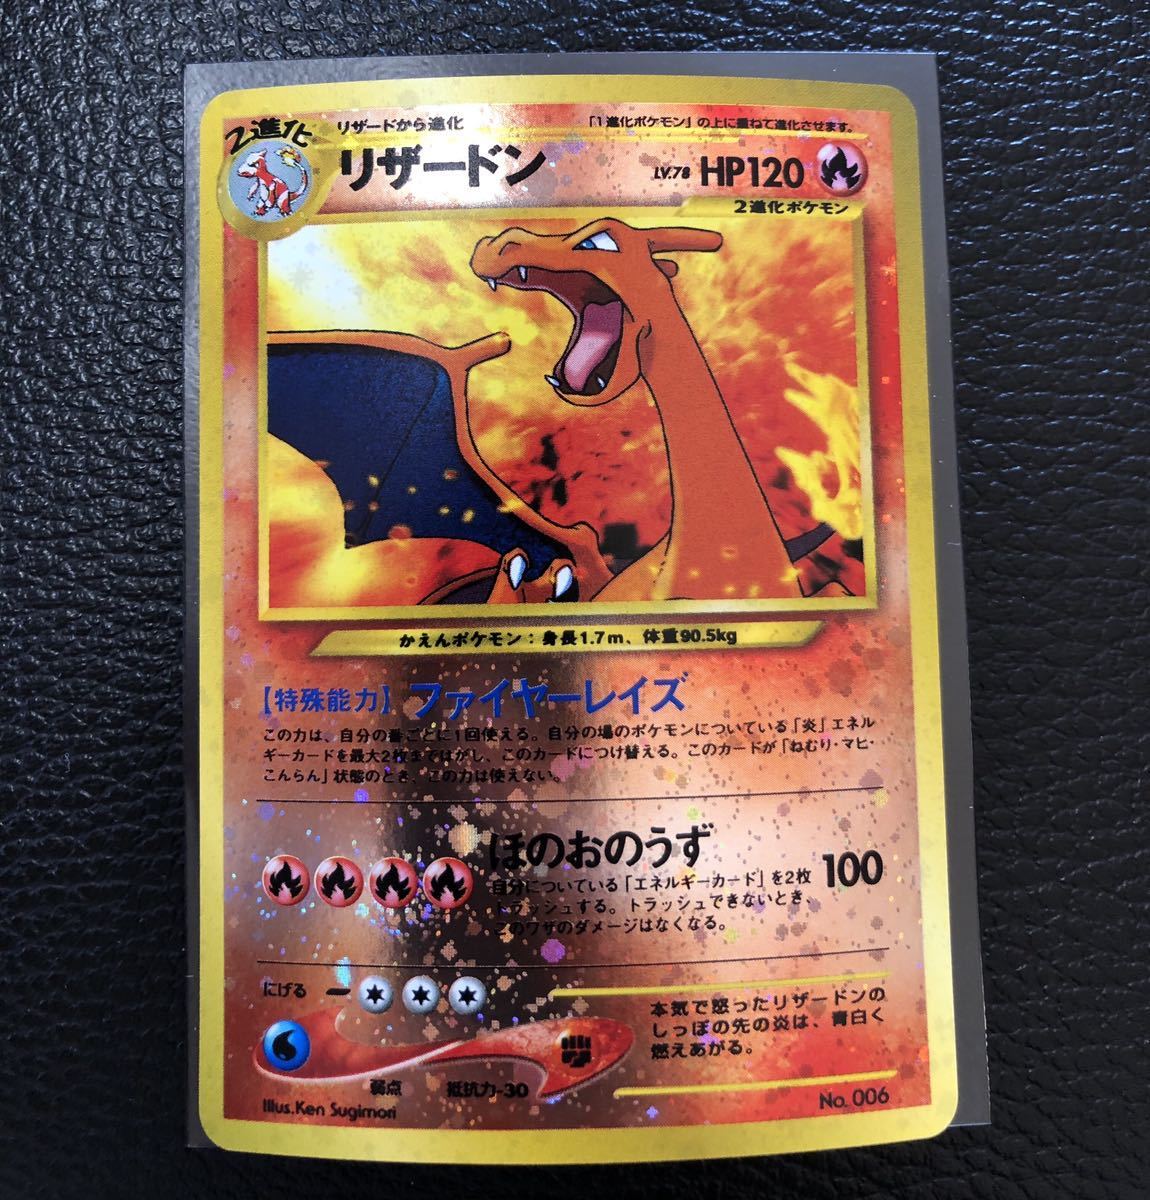 2進化
リザードから進化
「1進化ポケモン」の上に重ねて進化させます。
リザードン
LV.78 HP120
2進化ポケモン
かえんポケモン：身長1.7m、体重90.5kg
【特殊能力】ファイヤーレイズ
この力は、自分の番ごとに1回使える。自分の場のポケモンについている「炎」エネル
ギーカードを最大2枚まではがし、このカードにつけ替える。このカードが「ねむり・マヒ・
こんらん」状態のとき、この力は使えない。
ほのおのうず
100
自分についている「エネルギーカード」を2枚
トラッシュする。トラッシュできないとき、
このワザのダメージはなくなる。
にげる
本気で怒ったリザードンの
しっぽの先の炎は、青白く
燃えあがる。
弱点 抵抗力-30
Illus.Ken Sugimori
No. 006